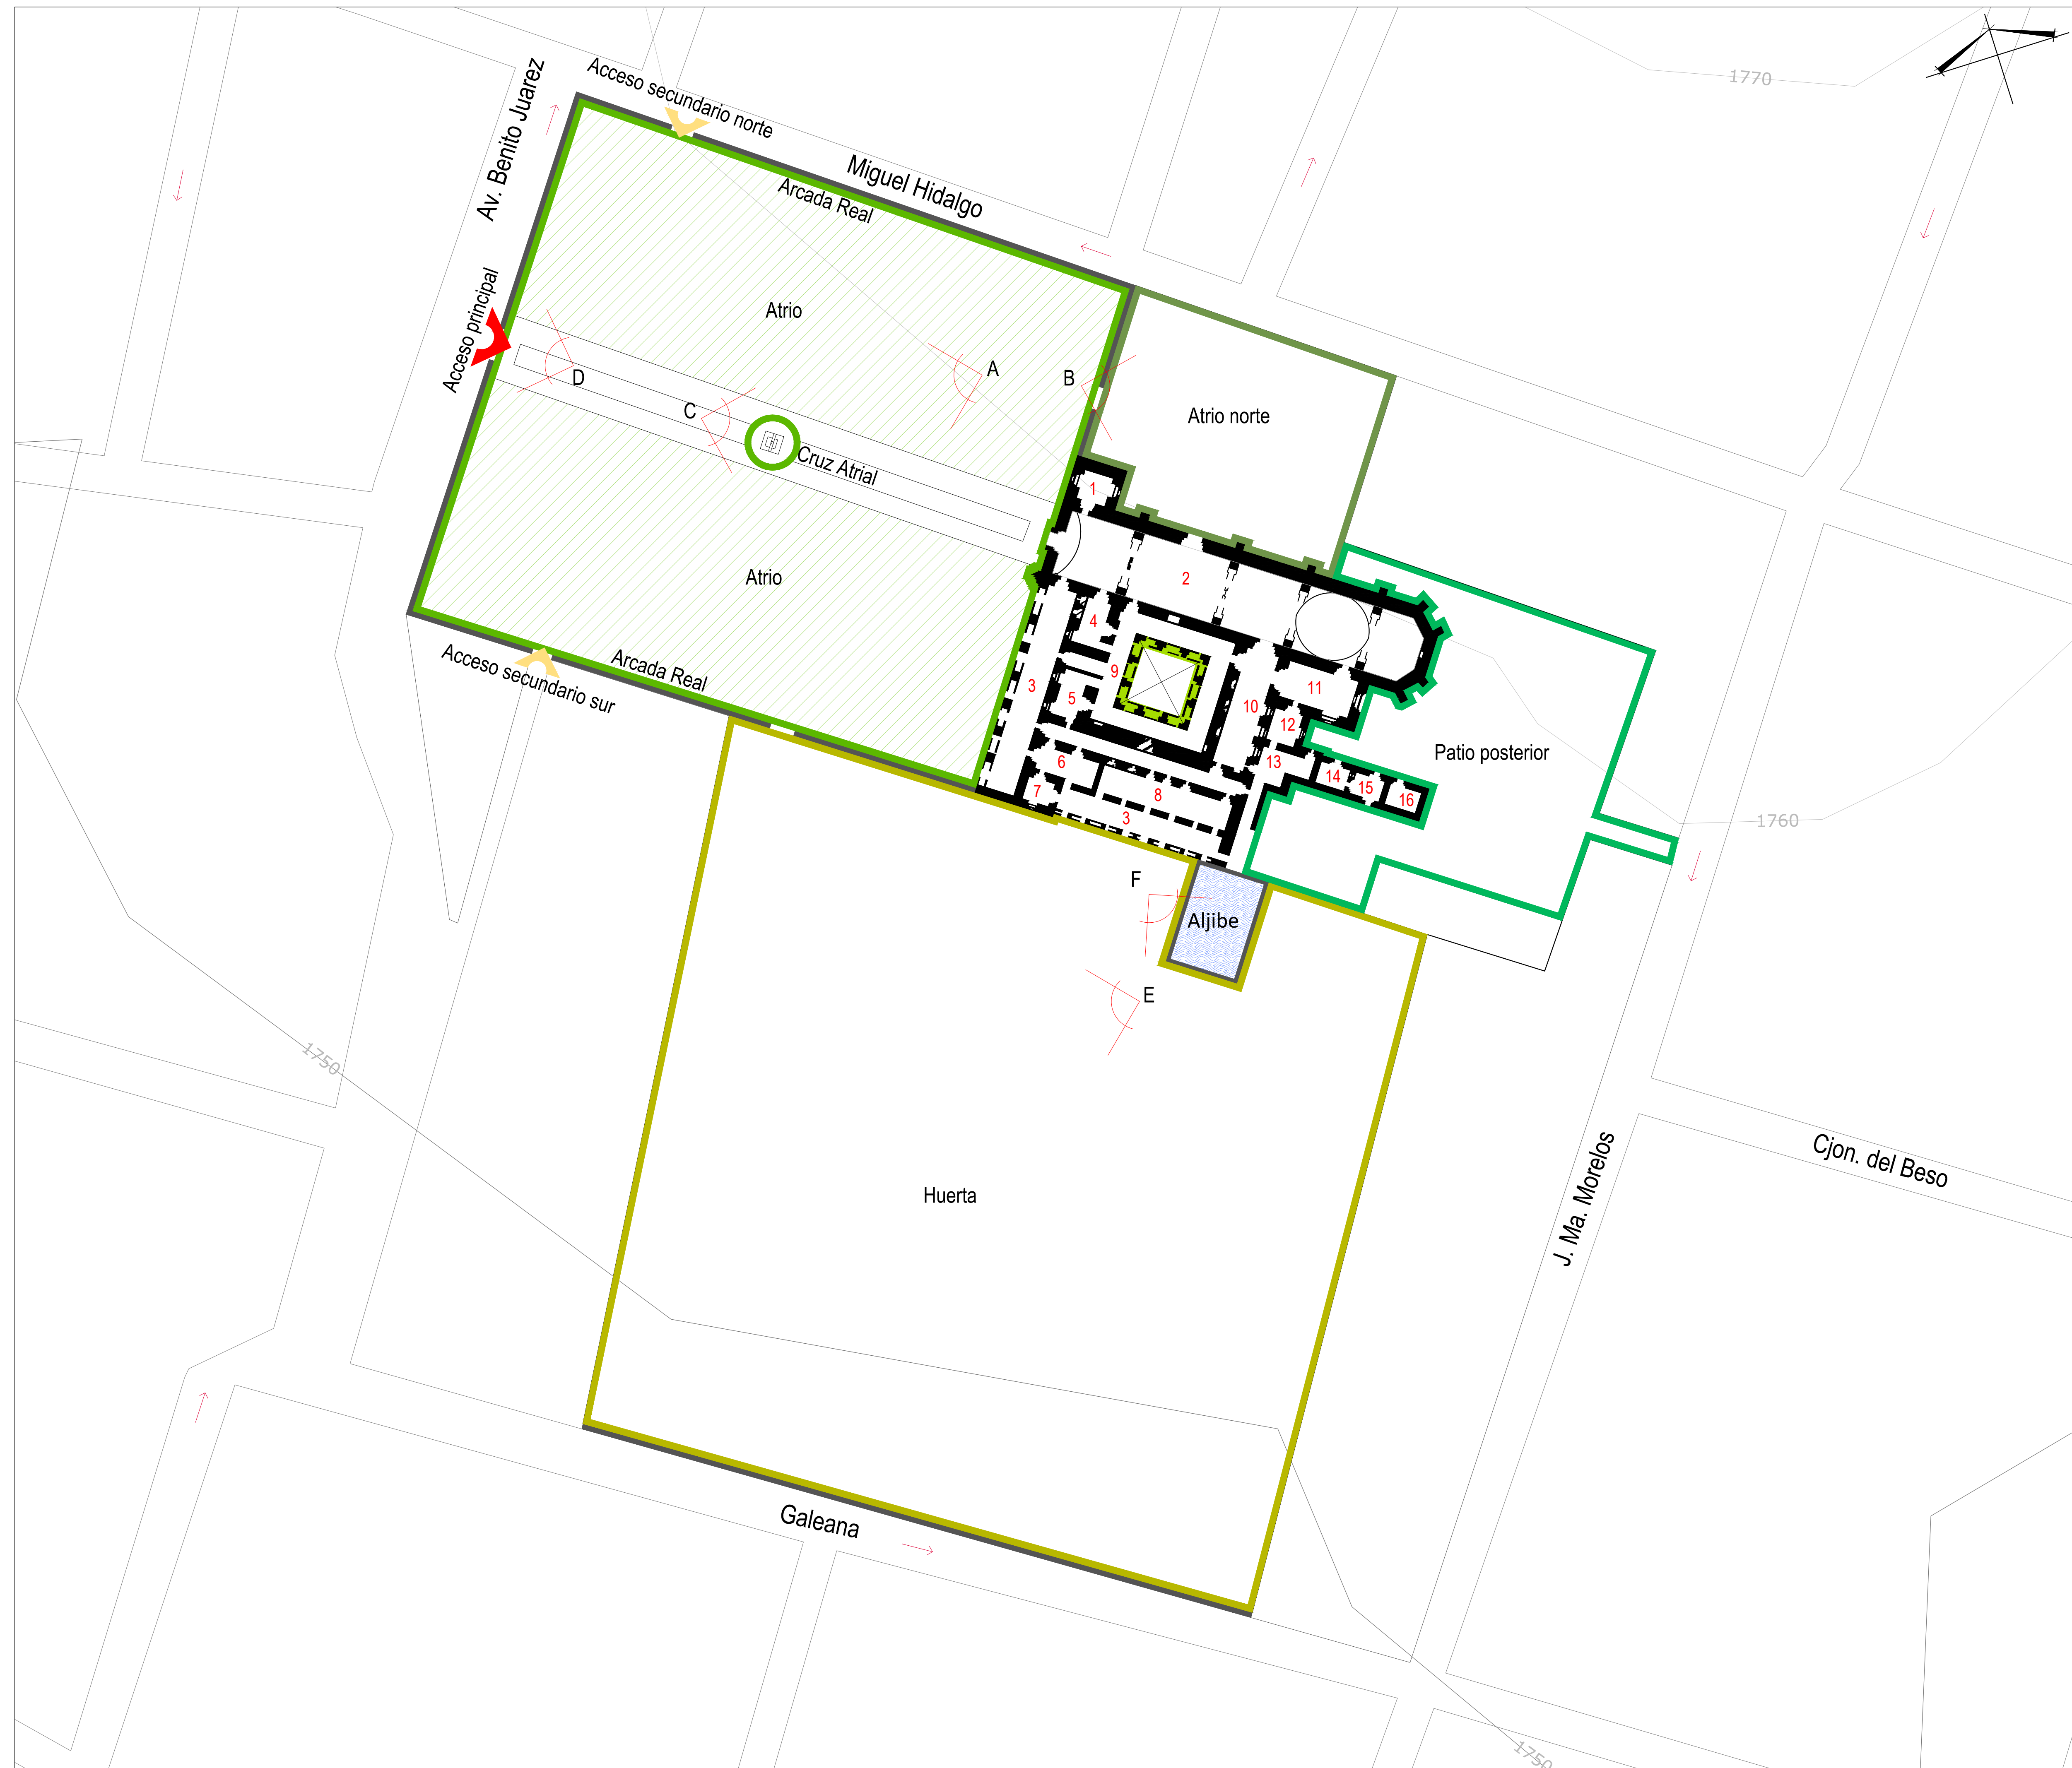 Acceso secundario norte
1770
Av. Benito Juarez
Miguel Hidalgo
Arcada Real
Acceso principal
Atrio
A
B
D
C
Atrio norte
Cruz Atrial
1
2
Atrio
4
3
9
5
10
11
12
Arcada Real
Acceso secundario sur
6
13
14
15
16
7
8
3
Patio posterior
1760
F
Aljibe
E
1750
Huerta
Cjon. del Beso
J. Ma. Morelos
Galeana
1750